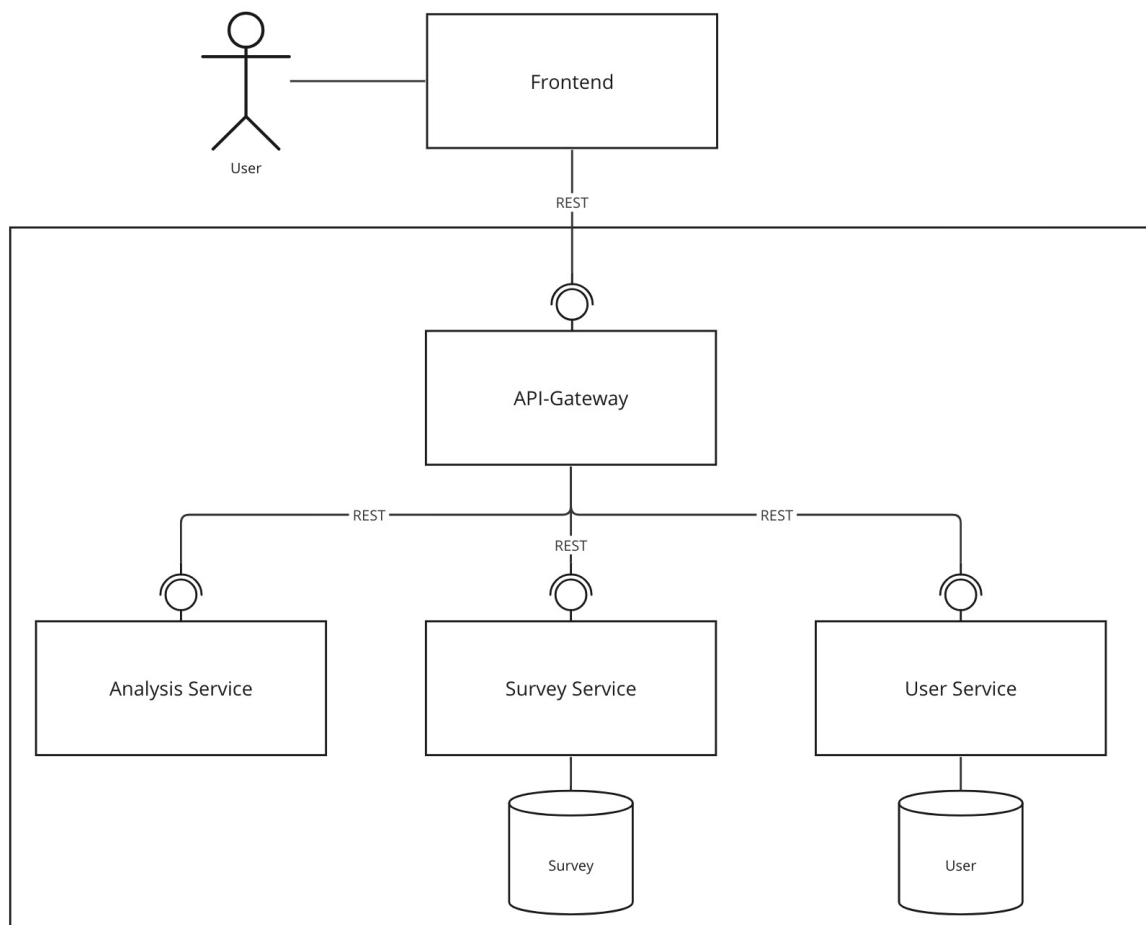 Frontend
User
REST
API-Gateway
REST
REST
REST
Analysis Service
Survey Service
User Service
Survey
User